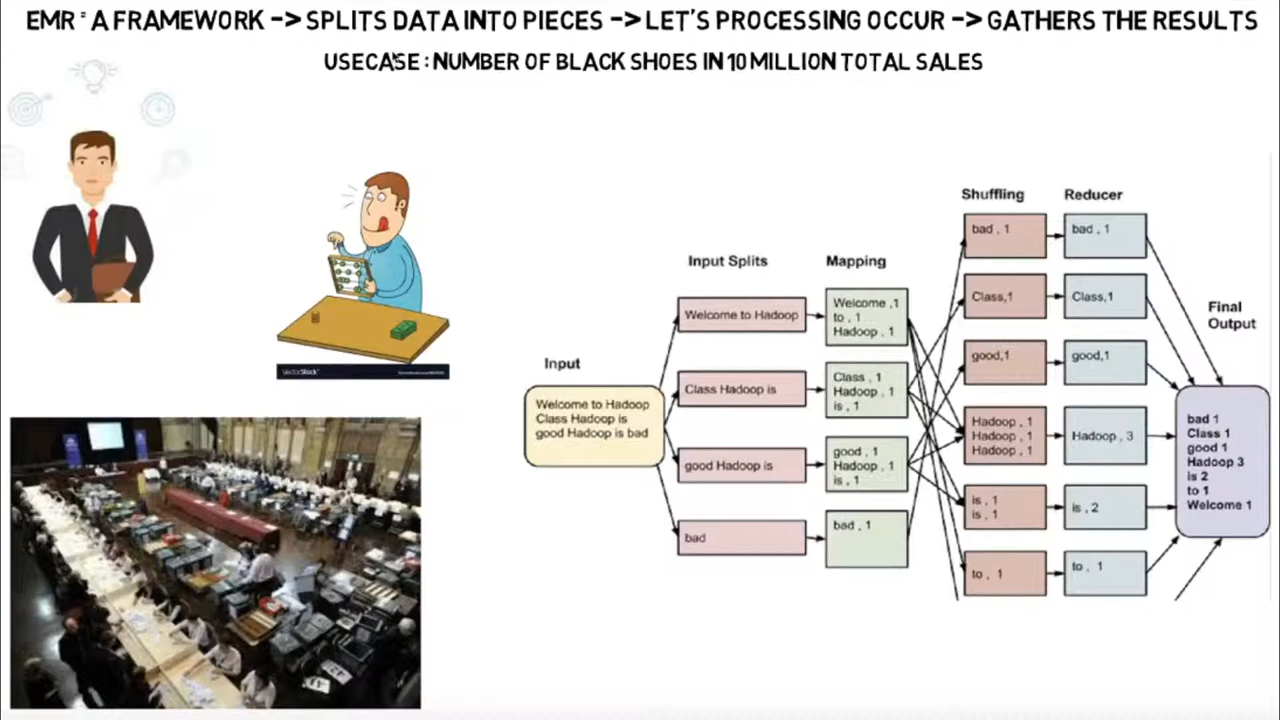 EMR = A FRAMEWORK -> SPLITS DATA INTO PIECES -> LET'S PROCESSING OCCUR -> GATHERS THE RESULTS
USECASE : NUMBER OF BLACK SHOES IN 10 MILLION TOTAL SALES
VectorStock
Input
Welcome to Hadoop
Class Hadoop is
good Hadoop is bad
Input Splits
Welcome to Hadoop
Class Hadoop is
good Hadoop is
bad
Mapping
Welcome ,1
to , 1
Hadoop , 1
Class , 1
Hadoop , 1
is , 1
good , 1
Hadoop , 1
is , 1
bad , 1
Shuffling
bad , 1
Class,1
good,1
Hadoop , 1
Hadoop , 1
Hadoop , 1
is , 1
is , 1
to , 1
Reducer
bad , 1
Class,1
good,1
Hadoop , 3
is , 2
to , 1
Final
Output
bad 1
Class 1
good 1
Hadoop 3
is 2
to 1
Welcome 1